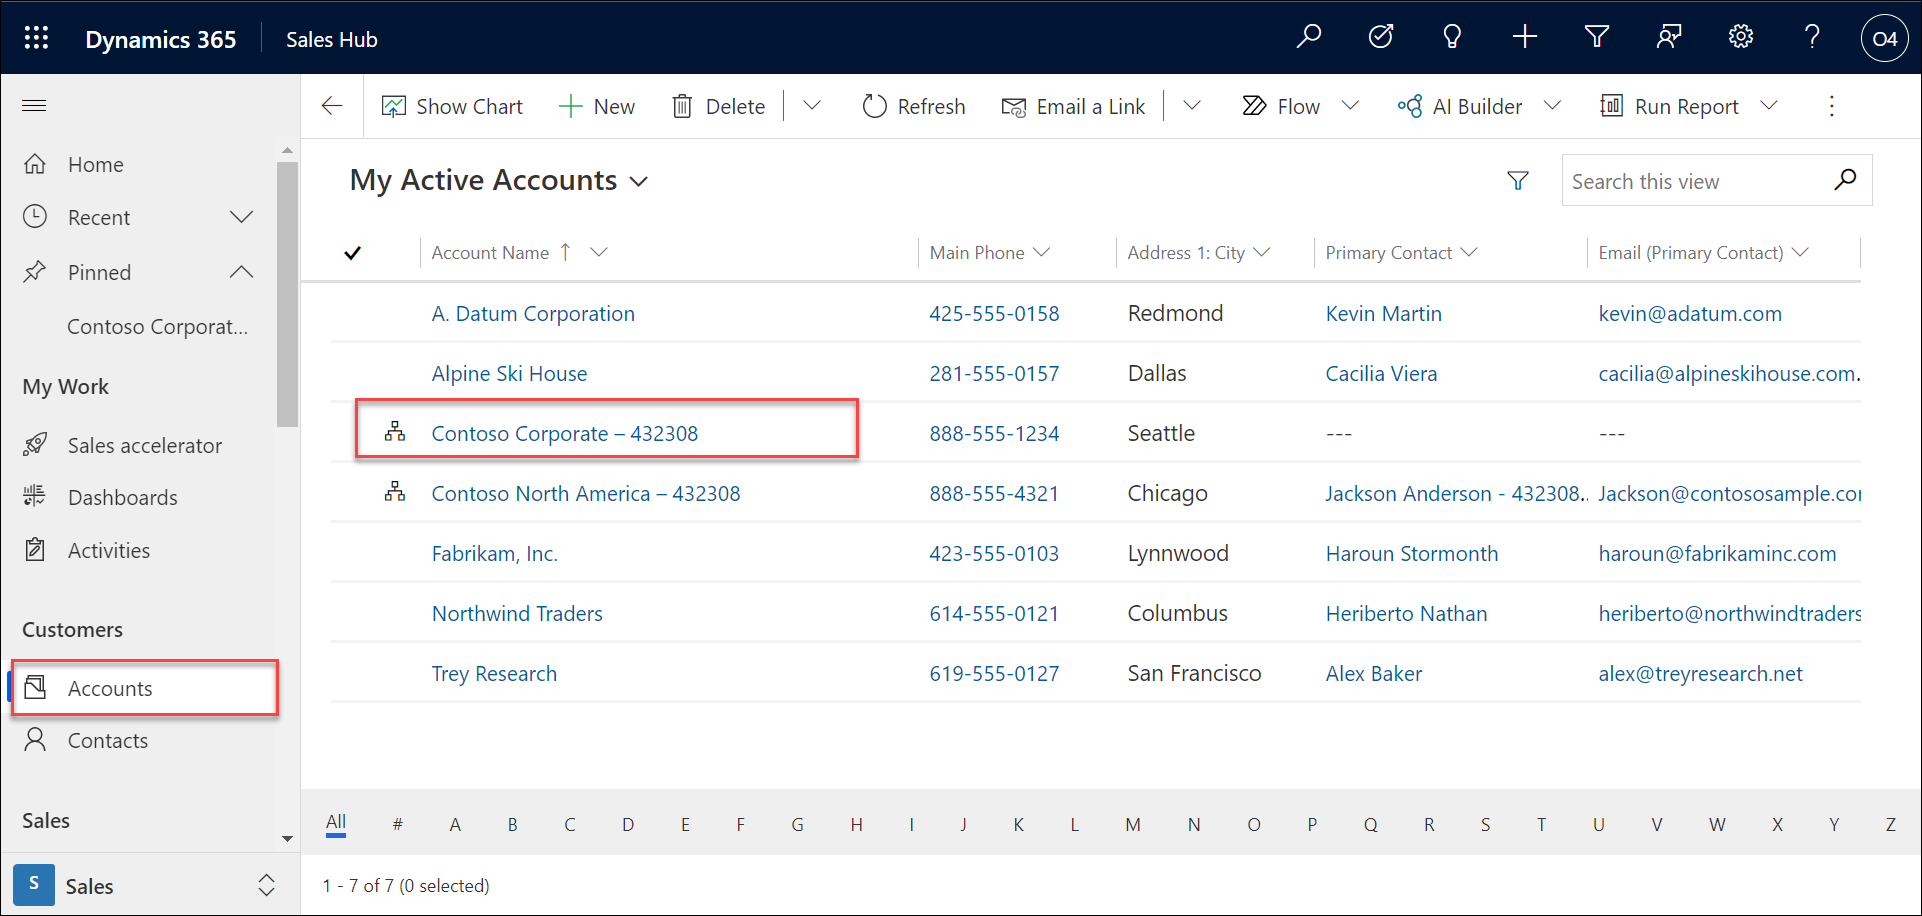 Dynamics 365 Sales Hub O4
Show Chart New Delete Refresh Email a Link Flow AI Builder Run Report
Home
Recent
Pinned
Contoso Corporat...
My Work
Sales accelerator
Dashboards
Activities
Customers
Accounts
Contacts
Sales
S Sales
My Active Accounts Search this view
Account Name Main Phone Address 1: City Primary Contact Email (Primary Contact)
A. Datum Corporation 425-555-0158 Redmond Kevin Martin kevin@adatum.com
Alpine Ski House 281-555-0157 Dallas Cacilia Viera cacilia@alpineskihouse.com.
Contoso Corporate – 432308 888-555-1234 Seattle --- ---
Contoso North America – 432308 888-555-4321 Chicago Jackson Anderson - 432308.. Jackson@contososample.co
Fabrikam, Inc. 423-555-0103 Lynnwood Haroun Stormonth haroun@fabrikaminc.com
Northwind Traders 614-555-0121 Columbus Heriberto Nathan heriberto@northwindtraders
Trey Research 619-555-0127 San Francisco Alex Baker alex@treyresearch.net
All # A B C D E F G H I J K L M N O P Q R S T U V W X Y Z
1 - 7 of 7 (0 selected)